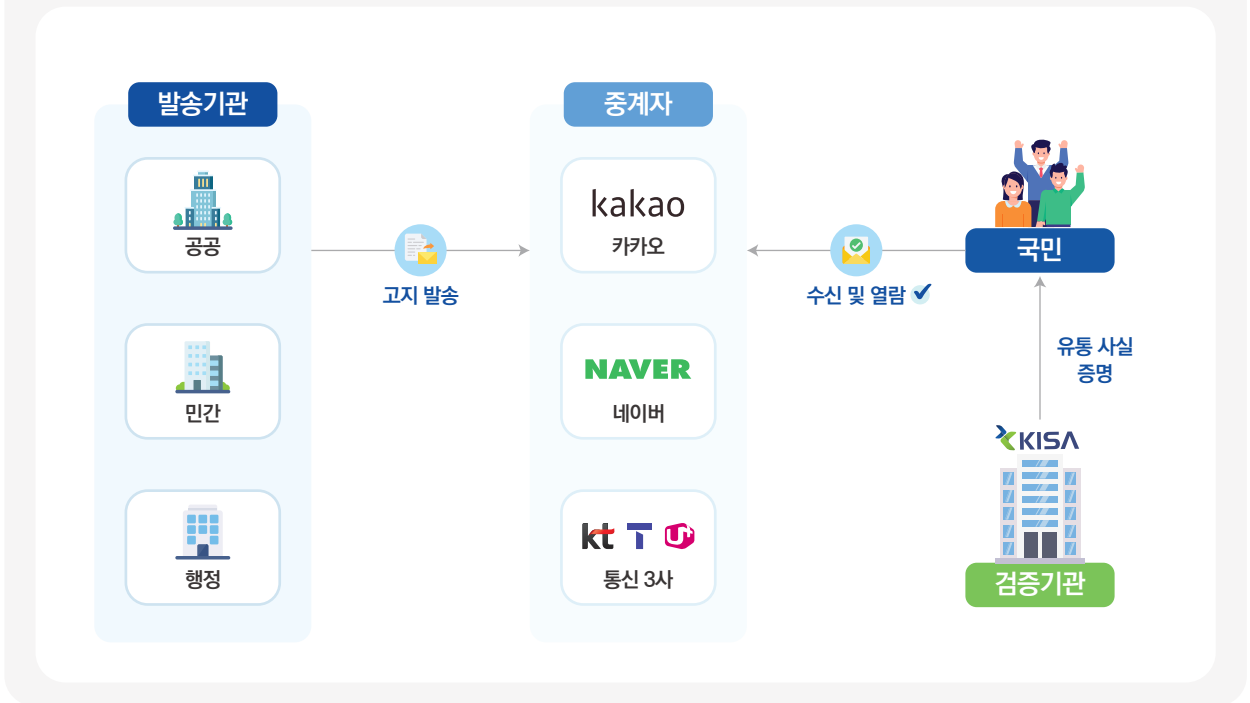 발송기관
공공
민간
행정
고지 발송
중계자
kakao
카카오
NAVER
네이버
kt T U+
통신 3사
수신 및 열람
국민
유통 사실
증명
KISA
검증기관